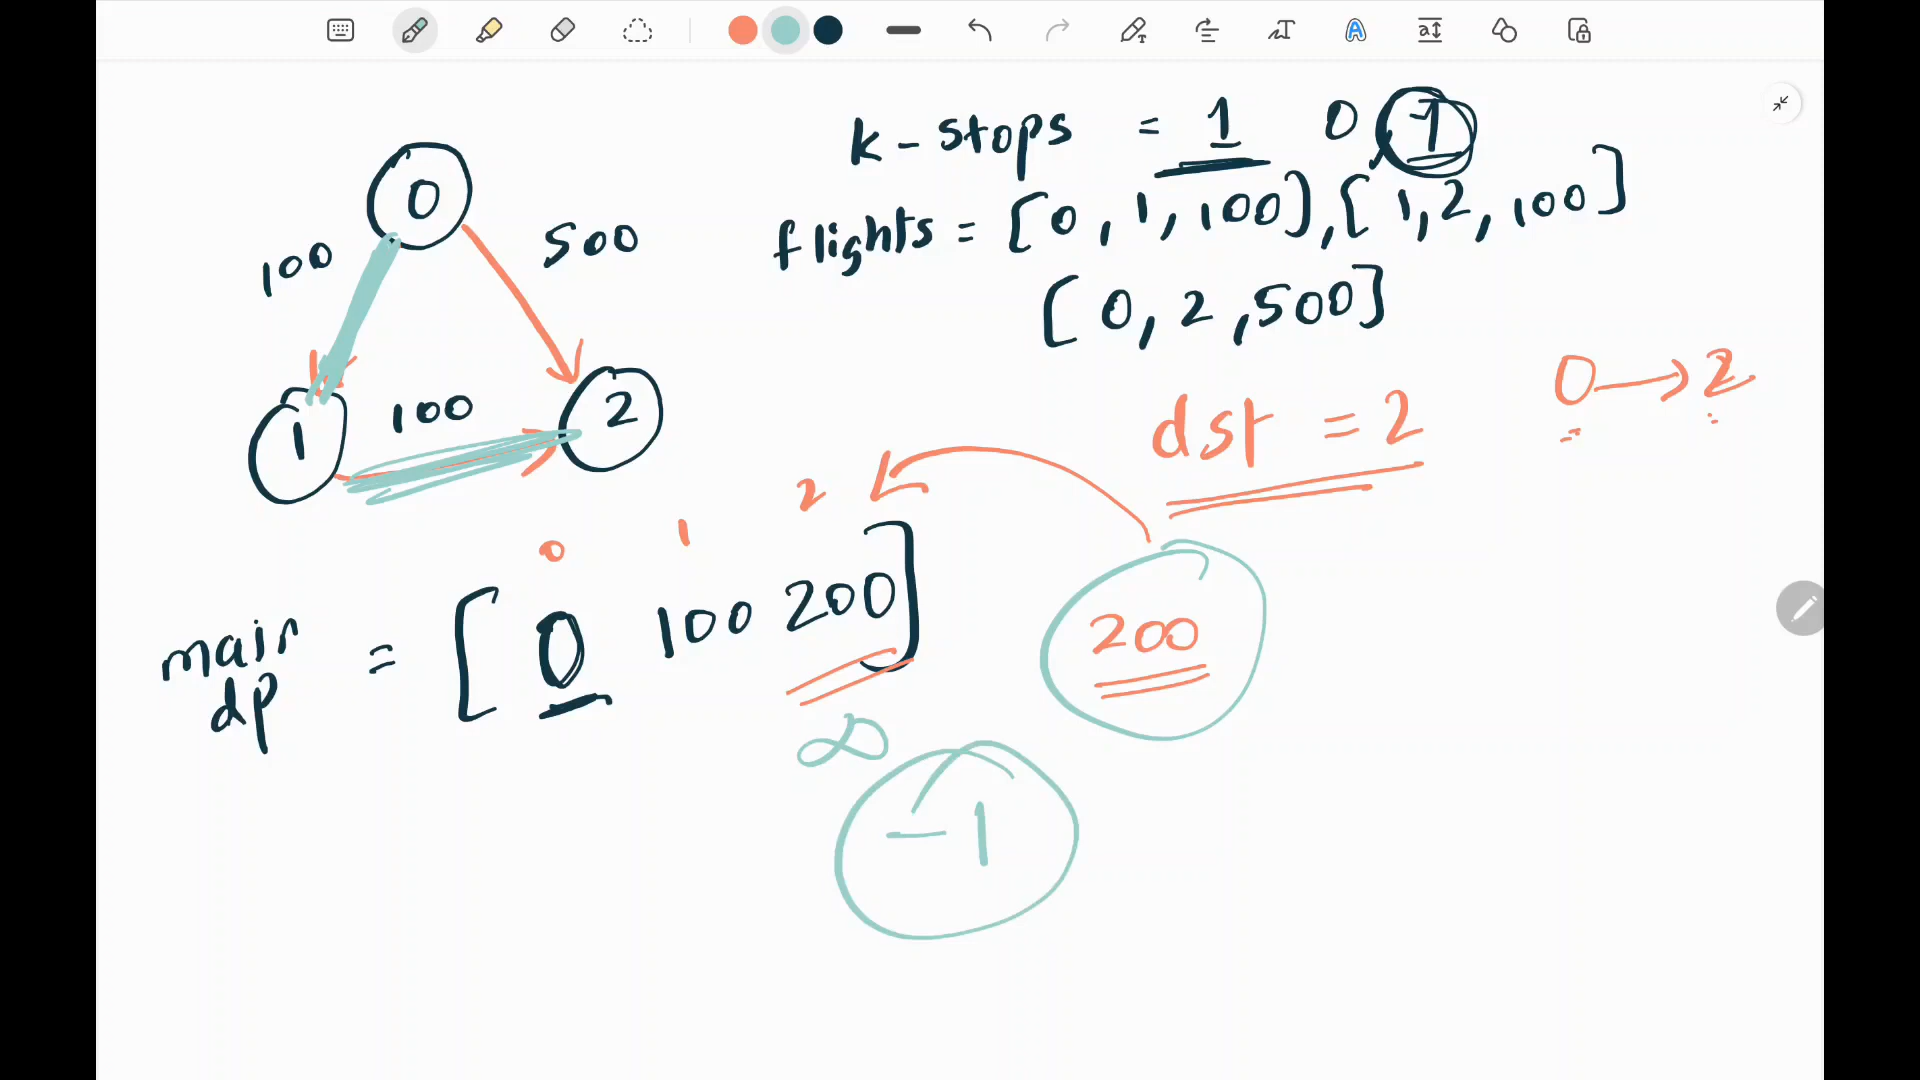 k - stops = 1 0 1
flights = [0, 1, 100], [1, 2, 100]
[0, 2, 500]
0
100
500
1
100
2
0 → 2
dst = 2
0 1 2
main dp = [0 100 200]
200
∞
-1